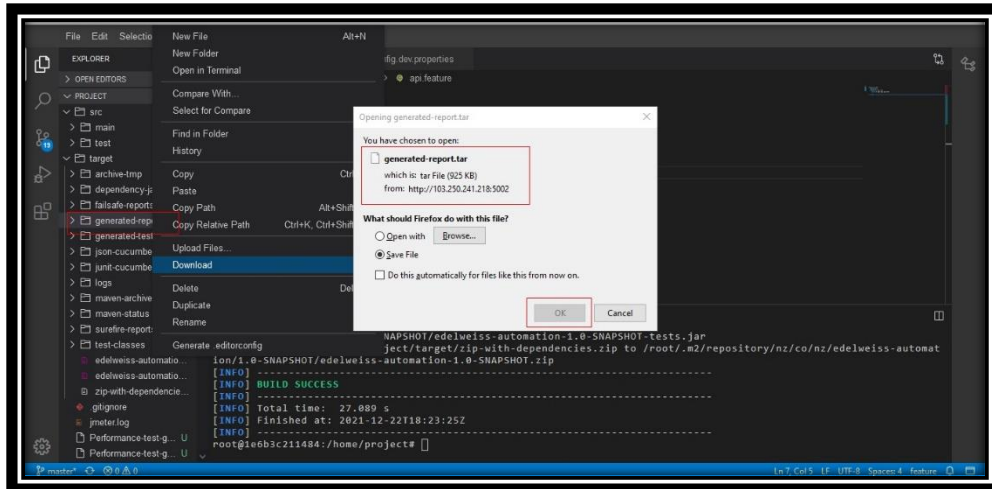 File Edit Selectio
New File Alt+N
New Folder
Open in Terminal
Compare With...
Select for Compare
Find in Folder
History
Copy Ctr
Paste
Copy Path Alt+Shif
Copy Relative Path Ctrl+K, Ctrl+Shif
Upload Files...
Download
Delete Del
Duplicate
Rename
Generate .editorconfig
EXPLORER
> OPEN EDITORS
PROJECT
src
> main
> test
target
> archive-tmp
> dependency-ja
> failsafe-reports
> generated-repo
> generated-test
> json-cucumbe
> junit-cucumbe
> logs
> maven-archive
> maven-status
> surefire-reports
> test-classes
edelweiss-automatio...
edelweiss-automatio...
zip-with-dependencie...
gitignore
jmeter.log
Performance-test-g... U
Performance-test-g... U
nfig.dev.properties
> api.feature
Opening generated-report.tar
You have chosen to open:
generated-report.tar
which is: tar File (925 KB)
from: http://103.250.241.218:5002
What should Firefox do with this file?
Open with Browse...
Save File
Do this automatically for files like this from now on.
OK Cancel
NAPSHOT/edelweiss-automation-1.0-SNAPSHOT-tests.jar
ject/target/zip-with-dependencies.zip to /root/.m2/repository/nz/co/nz/edelweiss-automat
ion/1.0-SNAPSHOT/edelweiss-automation-1.0-SNAPSHOT.zip
[INFO] ------------------------------------------------------------------------
[INFO] BUILD SUCCESS
[INFO] ------------------------------------------------------------------------
[INFO] Total time: 27.089 s
[INFO] Finished at: 2021-12-22T18:23:25Z
[INFO] ------------------------------------------------------------------------
root@1e6b3c211484:/home/project#
master* 0 0 Ln 7, Col 5 LF UTF-8 Spaces: 4 feature